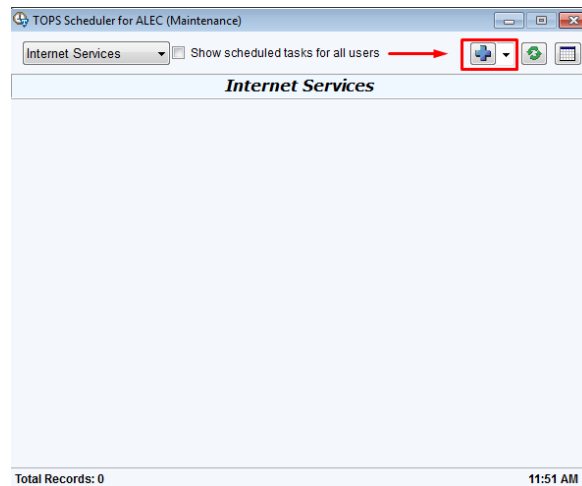 TOPS Scheduler for ALEC (Maintenance)
Internet Services Show scheduled tasks for all users
Internet Services
Total Records: 0 11:51 AM